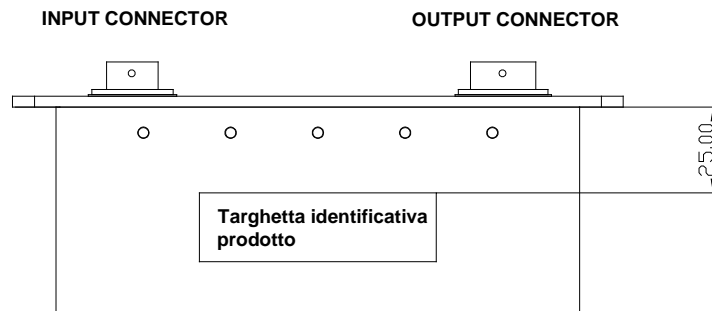 INPUT CONNECTOR
OUTPUT CONNECTOR
25.00
Targhetta identificativa
prodotto